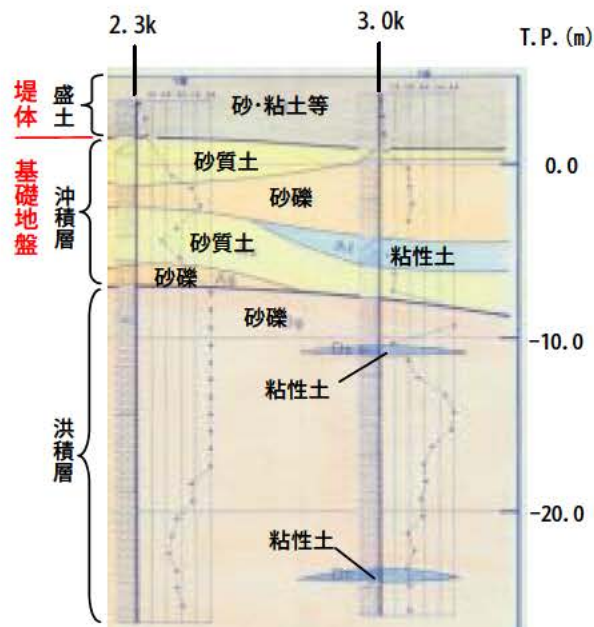 2.3k
3.0k
T.P.(m)
堤体
盛土
砂・粘土等
基礎地盤
沖積層
砂質土
0.0
砂礫
砂質土
粘性土
砂礫
洪積層
砂礫
-10.0
粘性土
-20.0
粘性土